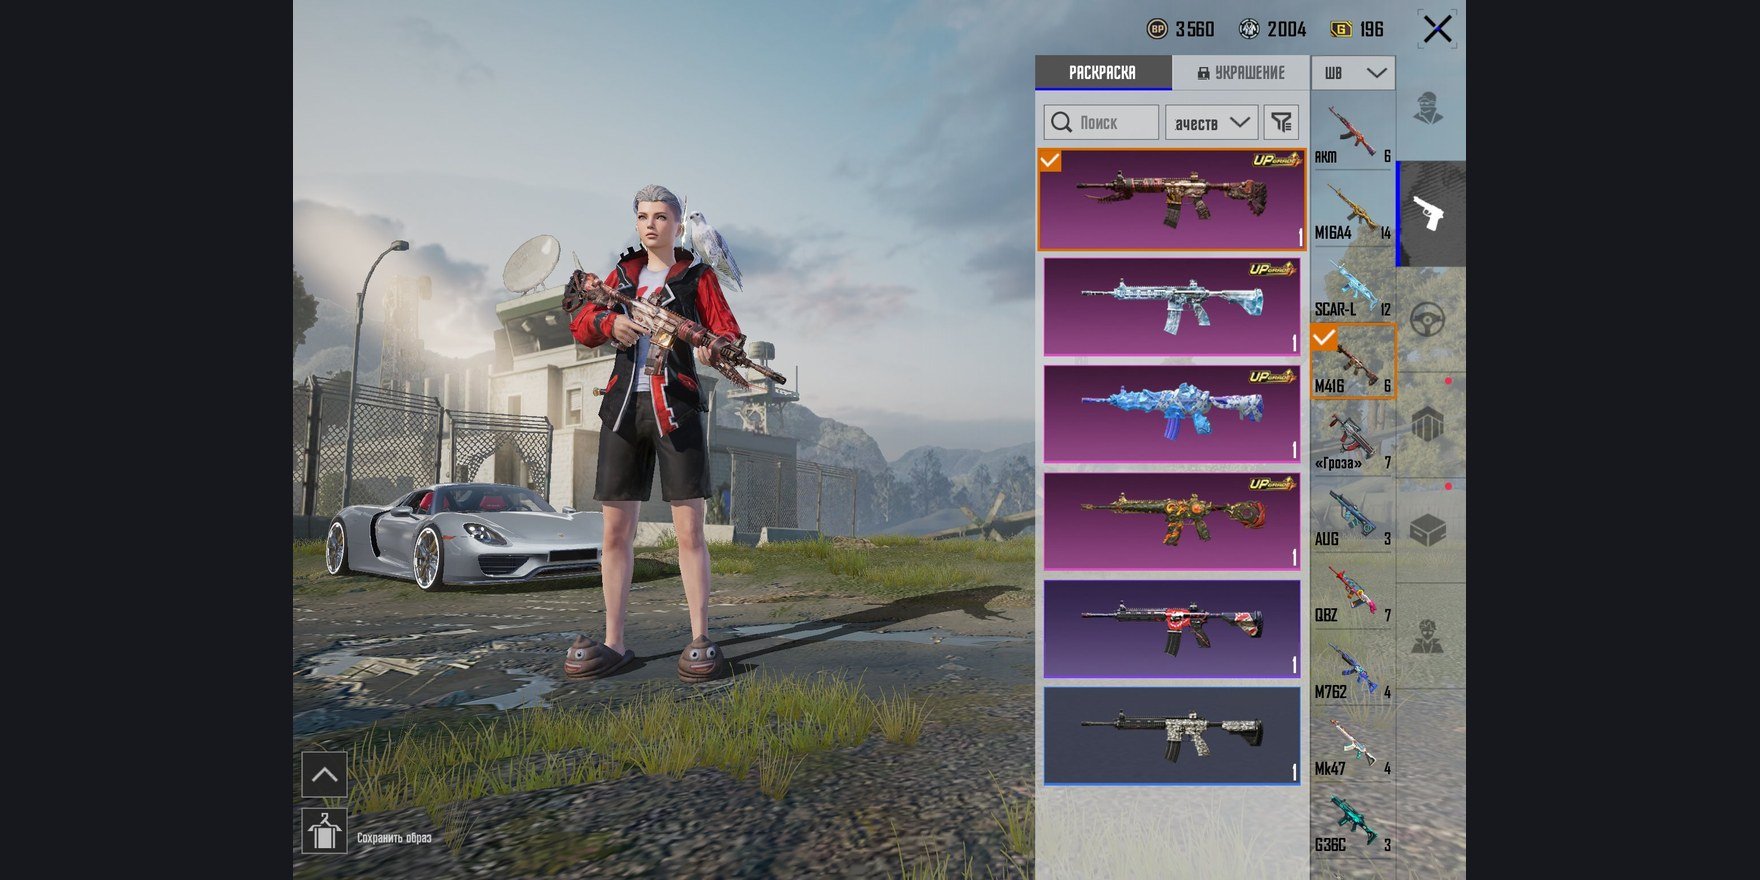 3560 2004 196
РАСКРАСКА УКРАШЕНИЕ ШВ
Поиск ачеств
UPGRADE
1
UPGRADE
1
UPGRADE
1
UPGRADE
1
1
1
АКМ 6
M16A4 14
SCAR-L 12
M416 6
«Гроза» 7
AUG 3
QBZ 7
M762 4
Mk47 4
G36C 3
Сохранить образ